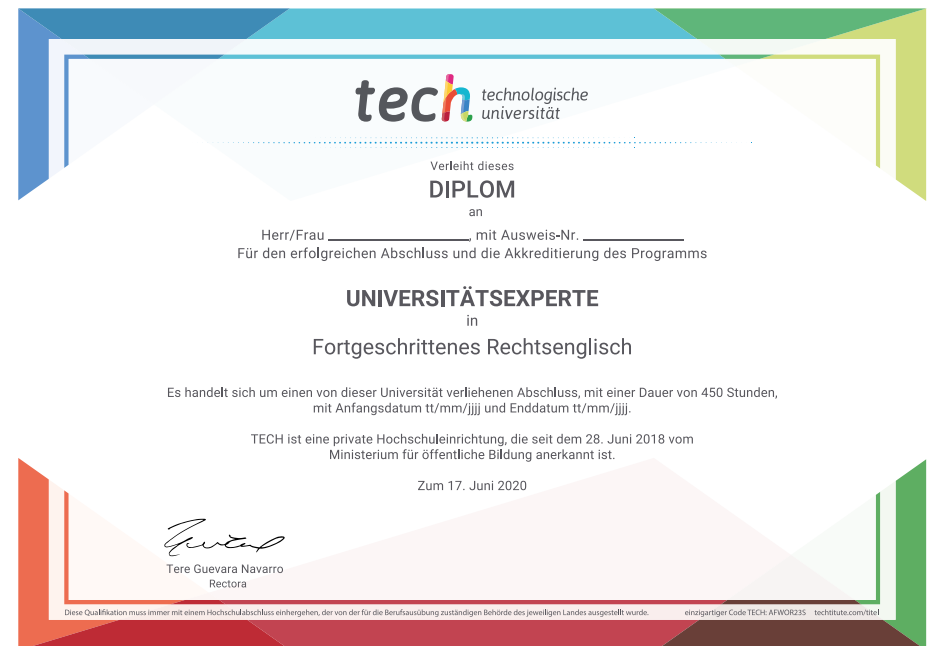 tech technologische
universität
Verleiht dieses
DIPLOM
an
Herr/Frau ____________, mit Ausweis-Nr. ____________
Für den erfolgreichen Abschluss und die Akkreditierung des Programms
UNIVERSITÄTSEXPERTE
in
Fortgeschrittenes Rechtsenglisch
Es handelt sich um einen von dieser Universität verliehenen Abschluss, mit einer Dauer von 450 Stunden,
mit Anfangsdatum tt/mm/jjjj und Enddatum tt/mm/jjjj.
TECH ist eine private Hochschuleinrichtung, die seit dem 28. Juni 2018 vom
Ministerium für öffentliche Bildung anerkannt ist.
Zum 17. Juni 2020
Tere Guevara Navarro
Rectora
Diese Qualifikation muss immer mit einem Hochschulabschluss einhergehen, der von der für die Berufsausübung zuständigen Behörde des jeweiligen Landes ausgestellt wurde. einzigartiger Code TECH: AFWOR23S techtitute.com/titel